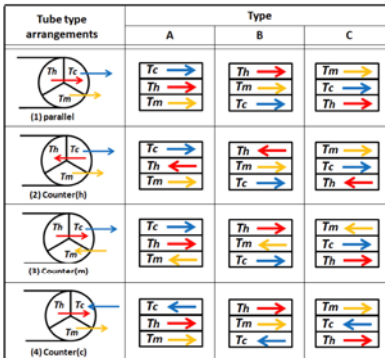 Tube type arrangements
Type
A
B
C
Th Tc
Tm
(1) parallel
Tc
Th
Tm
Th
Tm
Tc
Tm
Tc
Th
Th Tc
Tm
(2) Counter(h)
Tc
Th
Tm
Th
Tm
Tc
Tm
Tc
Th
Th Tc
Tm
(3) Counter(m)
Tc
Th
Tm
Th
Tm
Tc
Tm
Tc
Th
Th Tc
Tm
(4) Counter(c)
Tc
Th
Tm
Th
Tm
Tc
Tm
Tc
Th